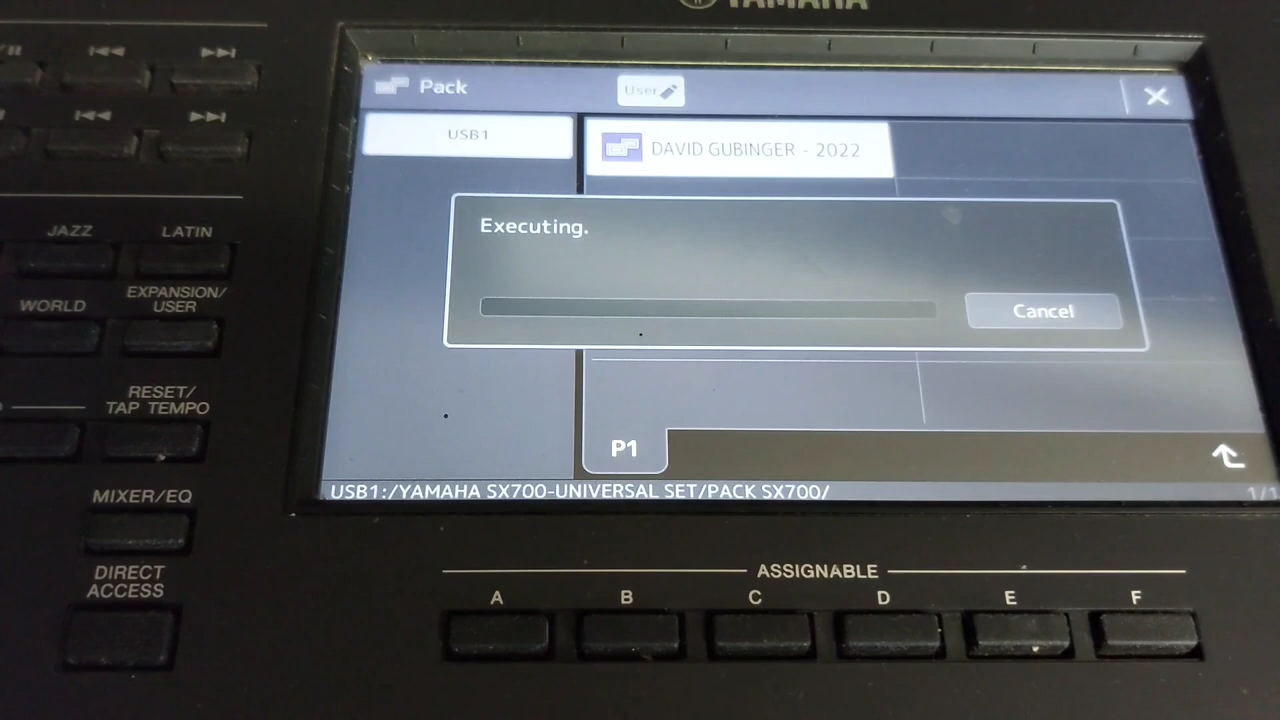 YAMAHA
Pack
User
USB1
DAVID GUBINGER - 2022
Executing.
Cancel
P1
USB1:/YAMAHA SX700-UNIVERSAL SET/PACK SX700/
1/1
JAZZ
LATIN
WORLD
EXPANSION/
USER
RESET/
TAP TEMPO
MIXER/EQ
DIRECT
ACCESS
ASSIGNABLE
A
B
C
D
E
F